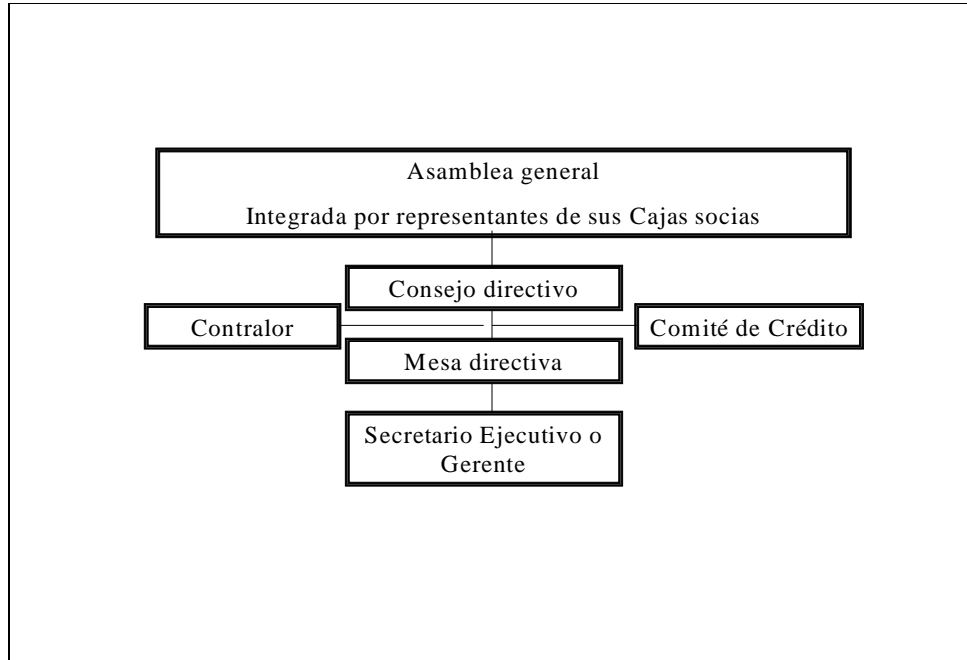 Asamblea general
Integrada por representantes de sus Cajas socias
Consejo directivo
Contralor
Comité de Crédito
Mesa directiva
Secretario Ejecutivo o
Gerente